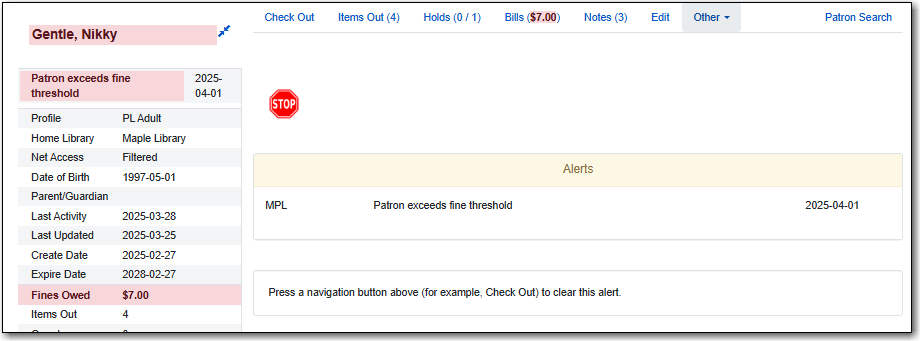 Gentle, Nikky
Check Out Items Out (4) Holds (0 / 1) Bills ($7.00) Notes (3) Edit Other Patron Search
Patron exceeds fine threshold 2025-04-01
Profile PL Adult
Home Library Maple Library
Net Access Filtered
Date of Birth 1997-05-01
Parent/Guardian
Last Activity 2025-03-28
Last Updated 2025-03-25
Create Date 2025-02-27
Expire Date 2028-02-27
Fines Owed $7.00
Items Out 4
STOP
Alerts
MPL Patron exceeds fine threshold 2025-04-01
Press a navigation button above (for example, Check Out) to clear this alert.